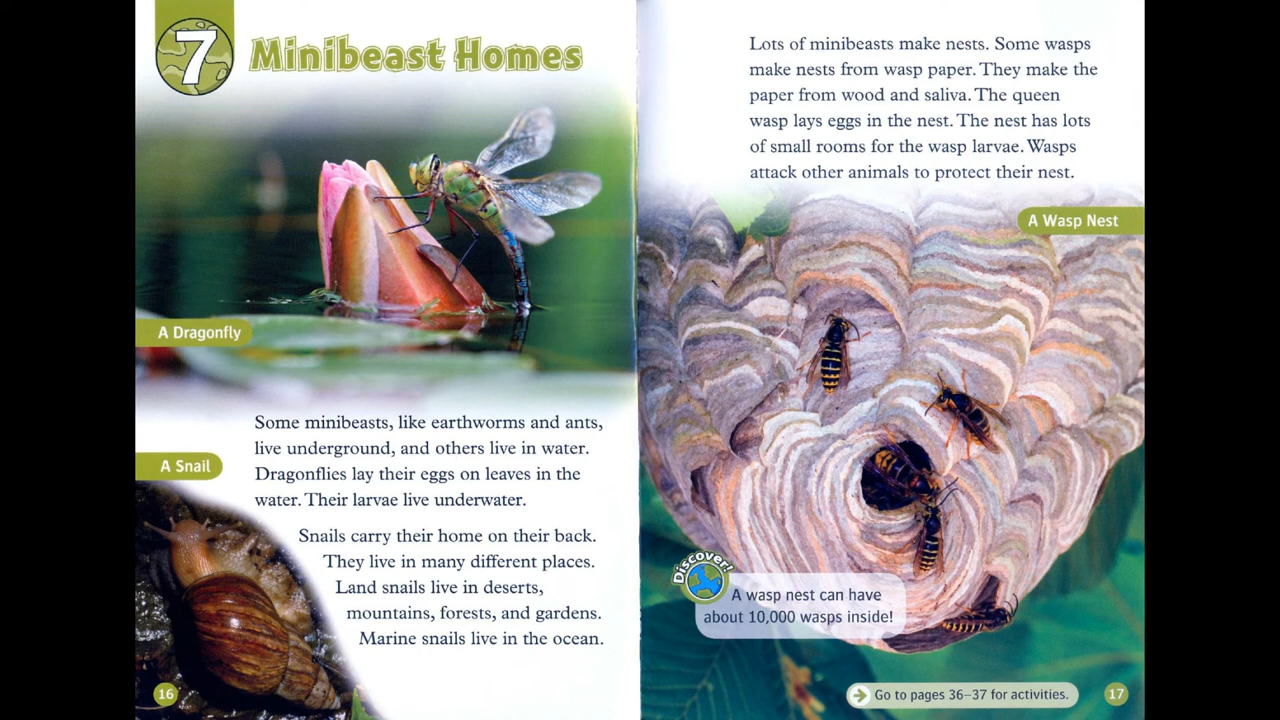 7
Minibeast Homes
A Dragonfly
Some minibeasts, like earthworms and ants,
live underground, and others live in water.
Dragonflies lay their eggs on leaves in the
water. Their larvae live underwater.
A Snail
Snails carry their home on their back.
They live in many different places.
Land snails live in deserts,
mountains, forests, and gardens.
Marine snails live in the ocean.
16
Lots of minibeasts make nests. Some wasps
make nests from wasp paper. They make the
paper from wood and saliva. The queen
wasp lays eggs in the nest. The nest has lots
of small rooms for the wasp larvae. Wasps
attack other animals to protect their nest.
A Wasp Nest
Discover!
A wasp nest can have
about 10,000 wasps inside!
Go to pages 36–37 for activities.
17